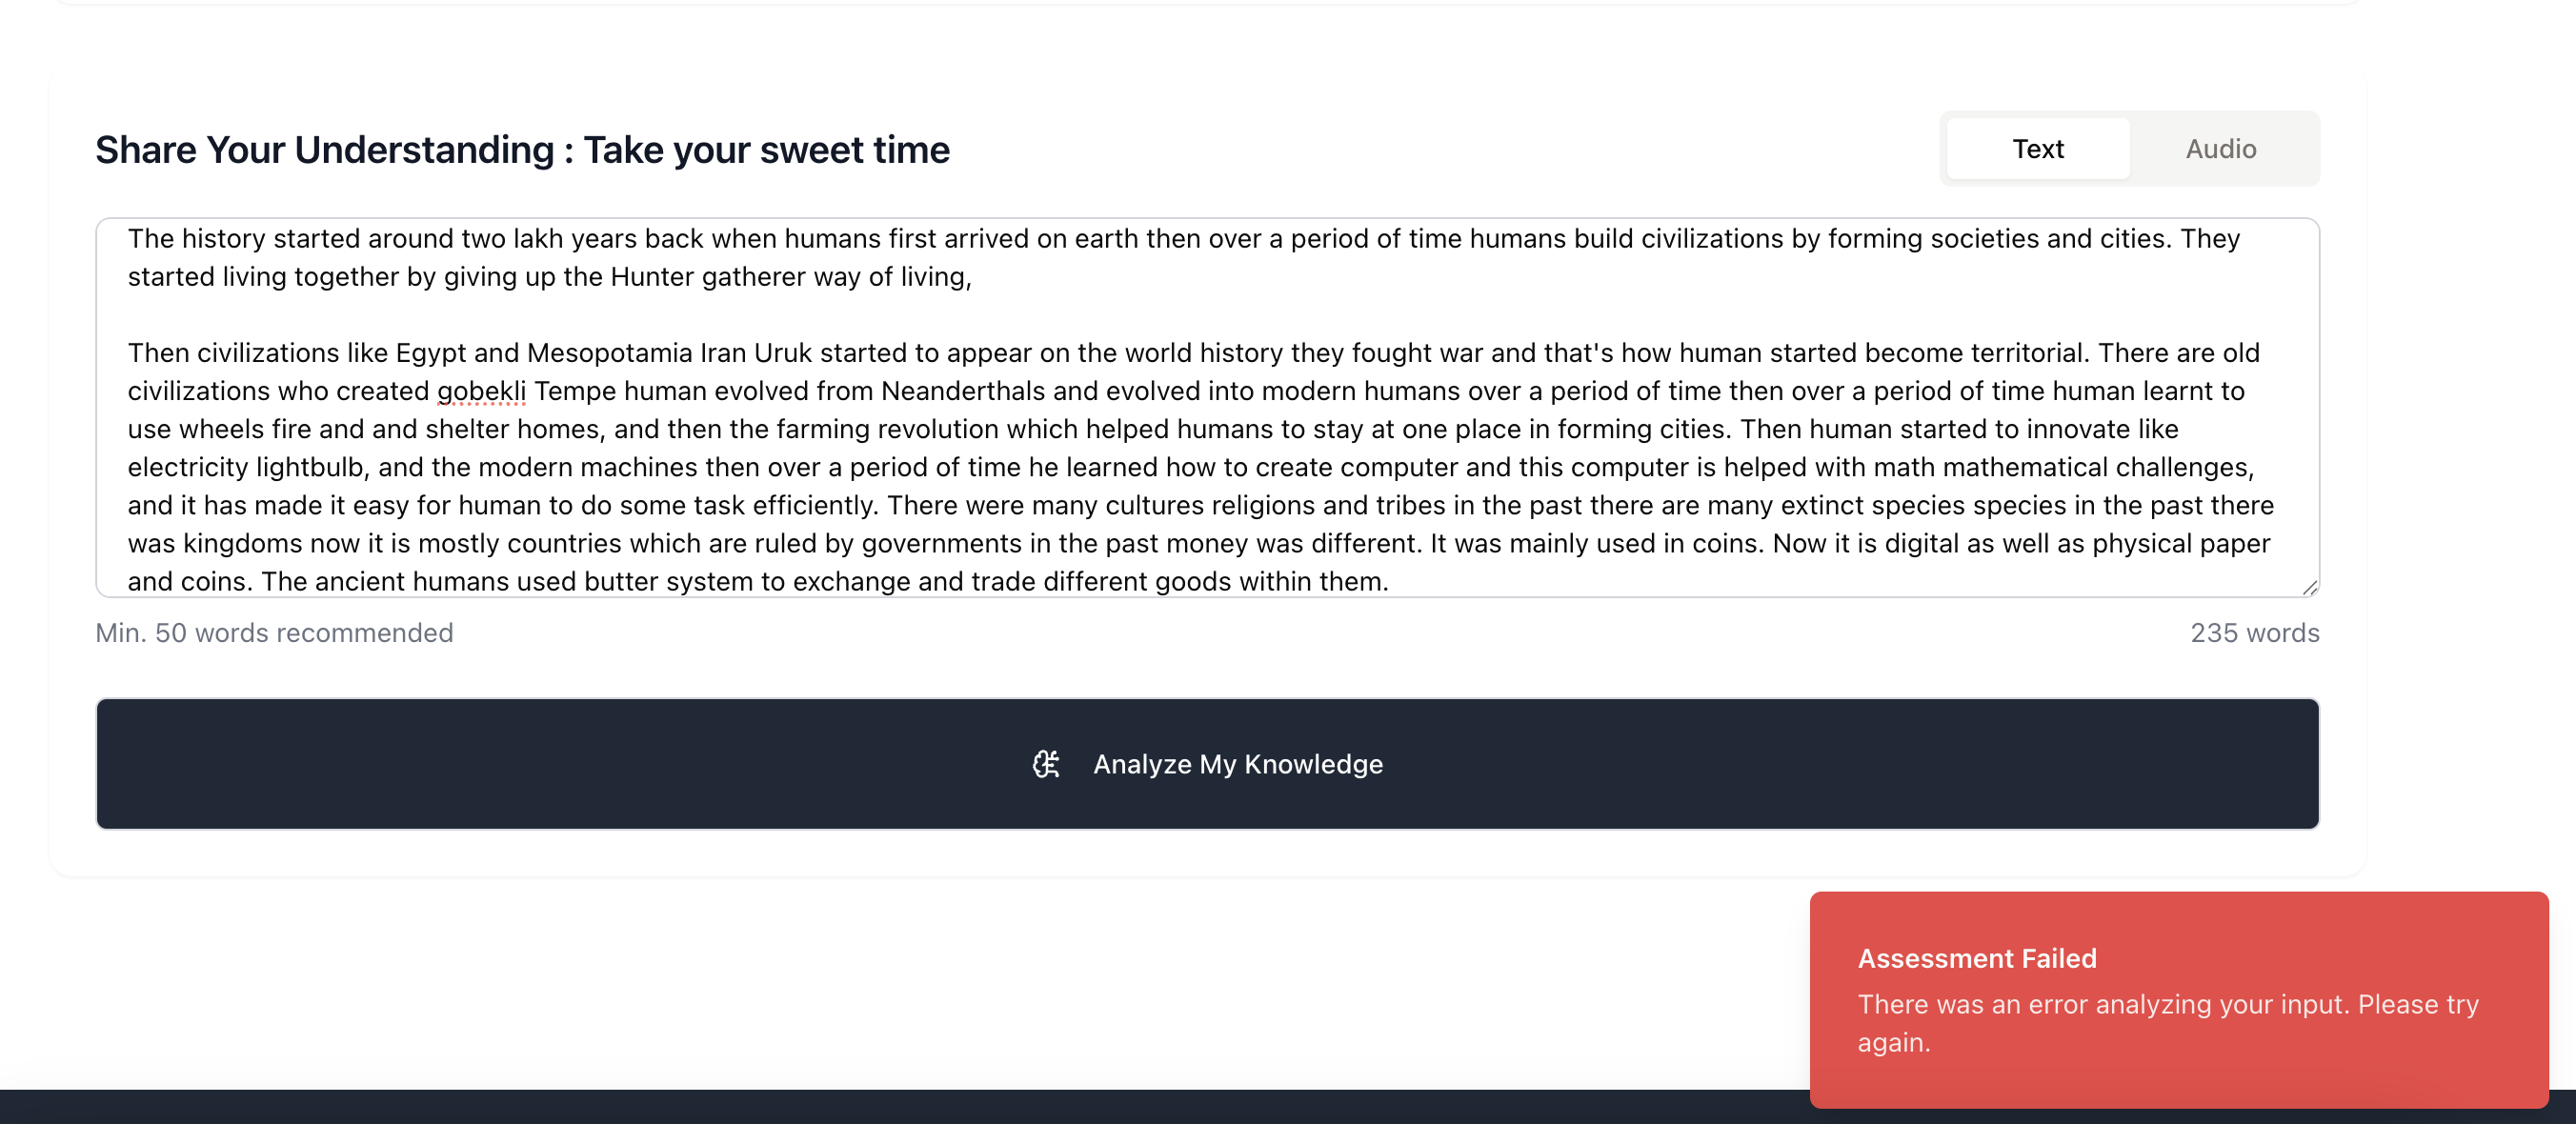 Share Your Understanding : Take your sweet time
Text
Audio
The history started around two lakh years back when humans first arrived on earth then over a period of time humans build civilizations by forming societies and cities. They
started living together by giving up the Hunter gatherer way of living,
Then civilizations like Egypt and Mesopotamia Iran Uruk started to appear on the world history they fought war and that's how human started become territorial. There are old
civilizations who created gobekli Tempe human evolved from Neanderthals and evolved into modern humans over a period of time then over a period of time human learnt to
use wheels fire and and shelter homes, and then the farming revolution which helped humans to stay at one place in forming cities. Then human started to innovate like
electricity lightbulb, and the modern machines then over a period of time he learned how to create computer and this computer is helped with math mathematical challenges,
and it has made it easy for human to do some task efficiently. There were many cultures religions and tribes in the past there are many extinct species species in the past there
was kingdoms now it is mostly countries which are ruled by governments in the past money was different. It was mainly used in coins. Now it is digital as well as physical paper
and coins. The ancient humans used butter system to exchange and trade different goods within them.
Min. 50 words recommended
235 words
Analyze My Knowledge
Assessment Failed
There was an error analyzing your input. Please try
again.